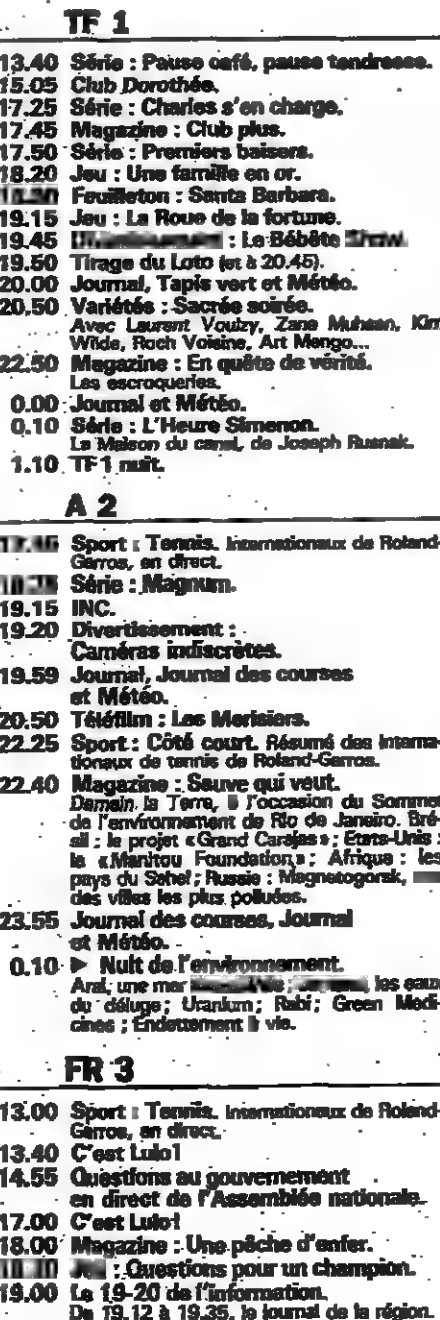 TF 1
13.40 Série : Pause café, pause tendresse.
15.05 Club Dorothée.
17.25 Série : Charles s'en charge.
17.45 Magazine : Club plus.
17.50 Série : Premiers baisers.
18.20 Jeu : Une famille en or.
Feuilleton : Santa Barbara.
19.15 Jeu : La Roue de la fortune.
19.45 : Le Bébête Show.
19.50 Tirage du Loto (et à 20.45).
20.00 Journal, Tapis vert et Météo.
20.50 Variétés : Sacrée soirée.
Avec Laurent Voulzy, Zane Muhsen, Kim
Wilde, Roch Voisine, Art Mengo...
22.50 Magazine : En quête de vérité.
Les escroqueries.
0.00 Journal et Météo.
0.10 Série : L'Heure Simenon.
La Maison du canal, de Joseph Rusnak.
1.10 TF 1 nuit.
A 2
Sport : Tennis. Internationaux de Roland-
Garros, en direct.
Série : Magnum.
19.15 INC.
19.20 Divertissement :
Caméras indiscrètes.
19.59 Journal, Journal des courses
et Météo.
20.50 Téléfilm : Les Merisiers.
22.25 Sport : Côté court. Résumé des Interna-
tionaux de tennis de Roland-Garros.
22.40 Magazine : Sauve qui veut.
Demain la Terre, à l'occasion du Sommet
de l'environnement de Rio de Janeiro. Bré-
sil : le projet «Grand Carajas» ; Etats-Unis :
la «Manitou Foundation» ; Afrique : les
pays du Sahel ; Russie : Magnetogorsk,
des villes les plus polluées.
23.55 Journal des courses, Journal
et Météo.
0.10 ► Nuit de l'environnement.
Aral, une mer les eaux
du déluge ; Uranium ; Rabi ; Green Medi-
cines ; Endettement à vie.
FR 3
13.00 Sport : Tennis. Internationaux de Roland-
Garros, en direct.
13.40 C'est Lulo !
14.55 Questions au gouvernement
en direct de l'Assemblée nationale.
17.00 C'est Lulo !
18.00 Magazine : Une pêche d'enfer.
: Questions pour un champion.
19.00 Le 19-20 de l'information.
De 19.12 à 19.35, le journal de la région.